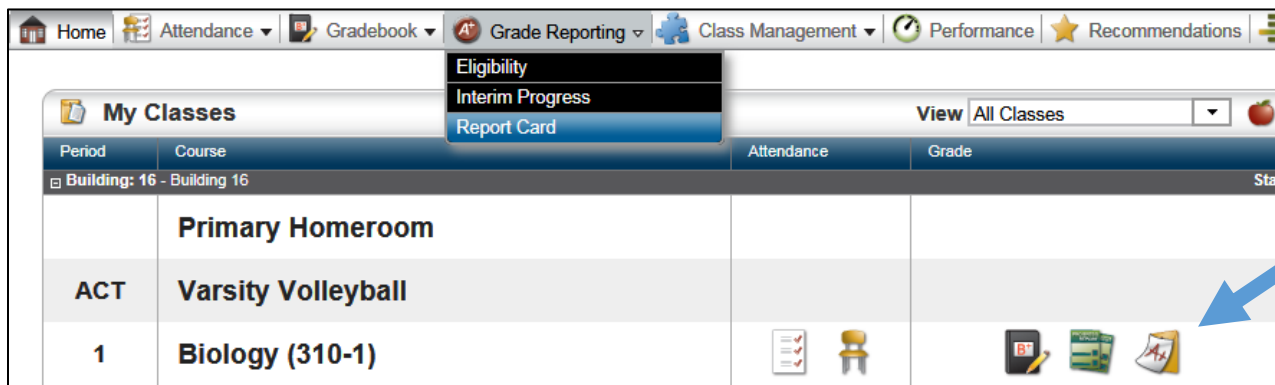 Home Attendance Gradebook Grade Reporting Class Management Performance Recommendations
Eligibility
Interim Progress
Report Card
My Classes View All Classes
Period Course Attendance Grade
Building: 16 - Building 16 Sta
Primary Homeroom
ACT Varsity Volleyball
1 Biology (310-1)